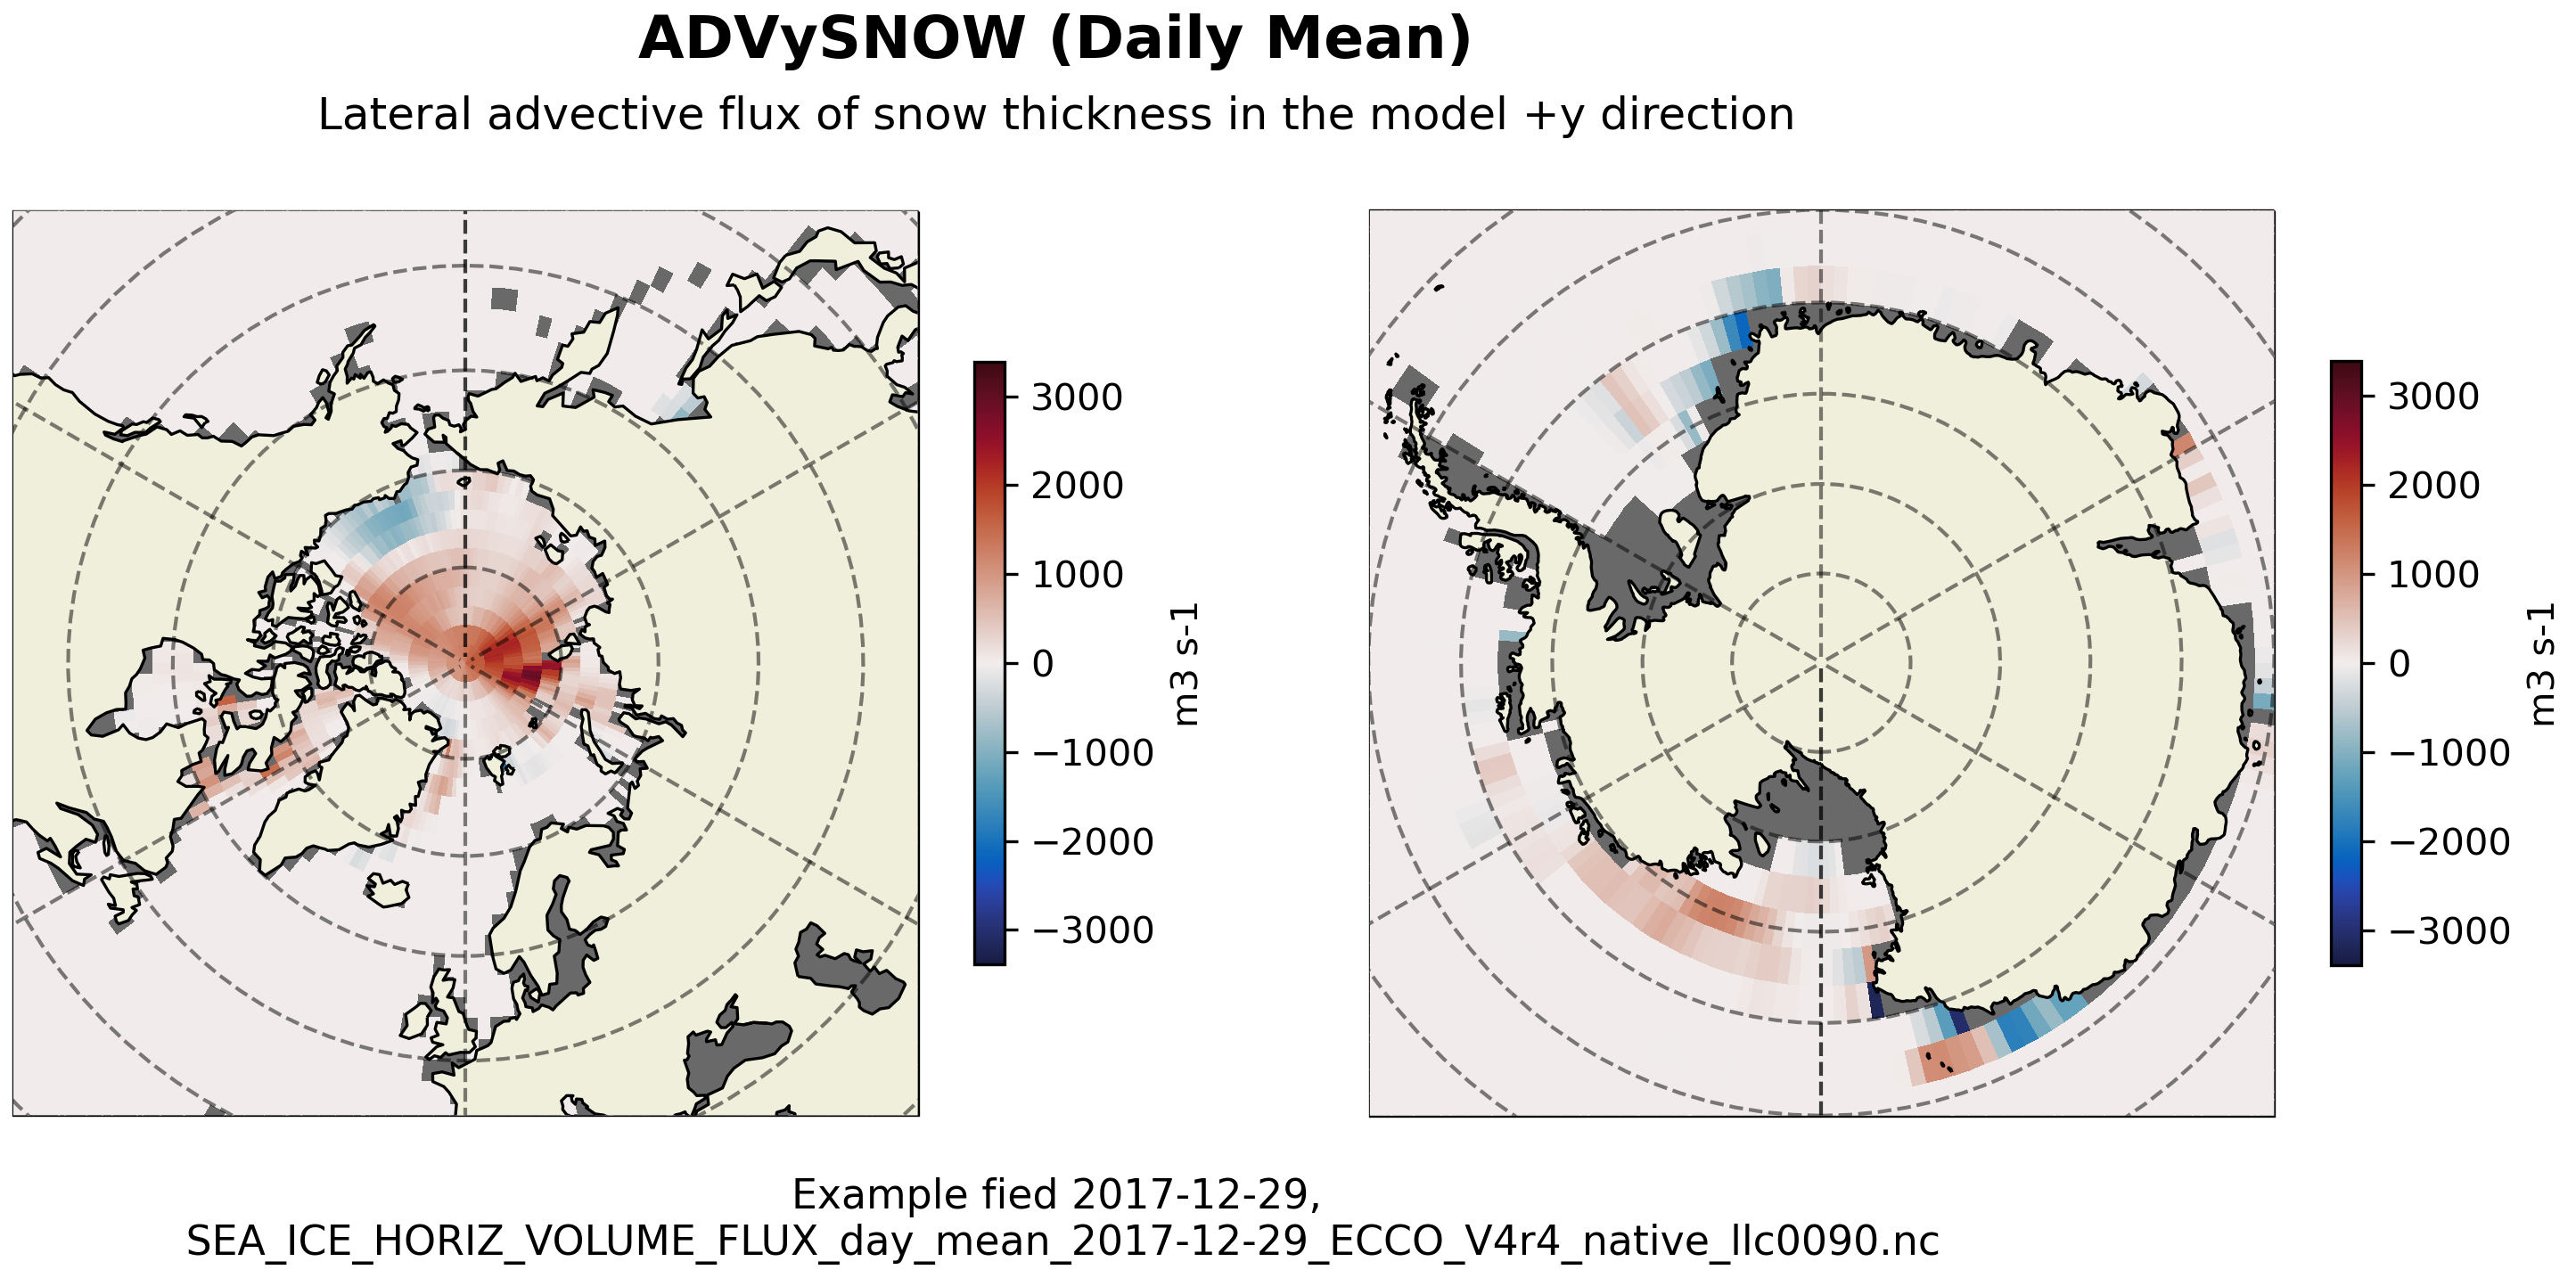 ADVySNOW (Daily Mean)
Lateral advective flux of snow thickness in the model +y direction
3000
2000
1000
0
−1000
−2000
−3000
m3 s-1
3000
2000
1000
0
−1000
−2000
−3000
m3 s-1
Example fied 2017-12-29,
SEA_ICE_HORIZ_VOLUME_FLUX_day_mean_2017-12-29_ECCO_V4r4_native_llc0090.nc